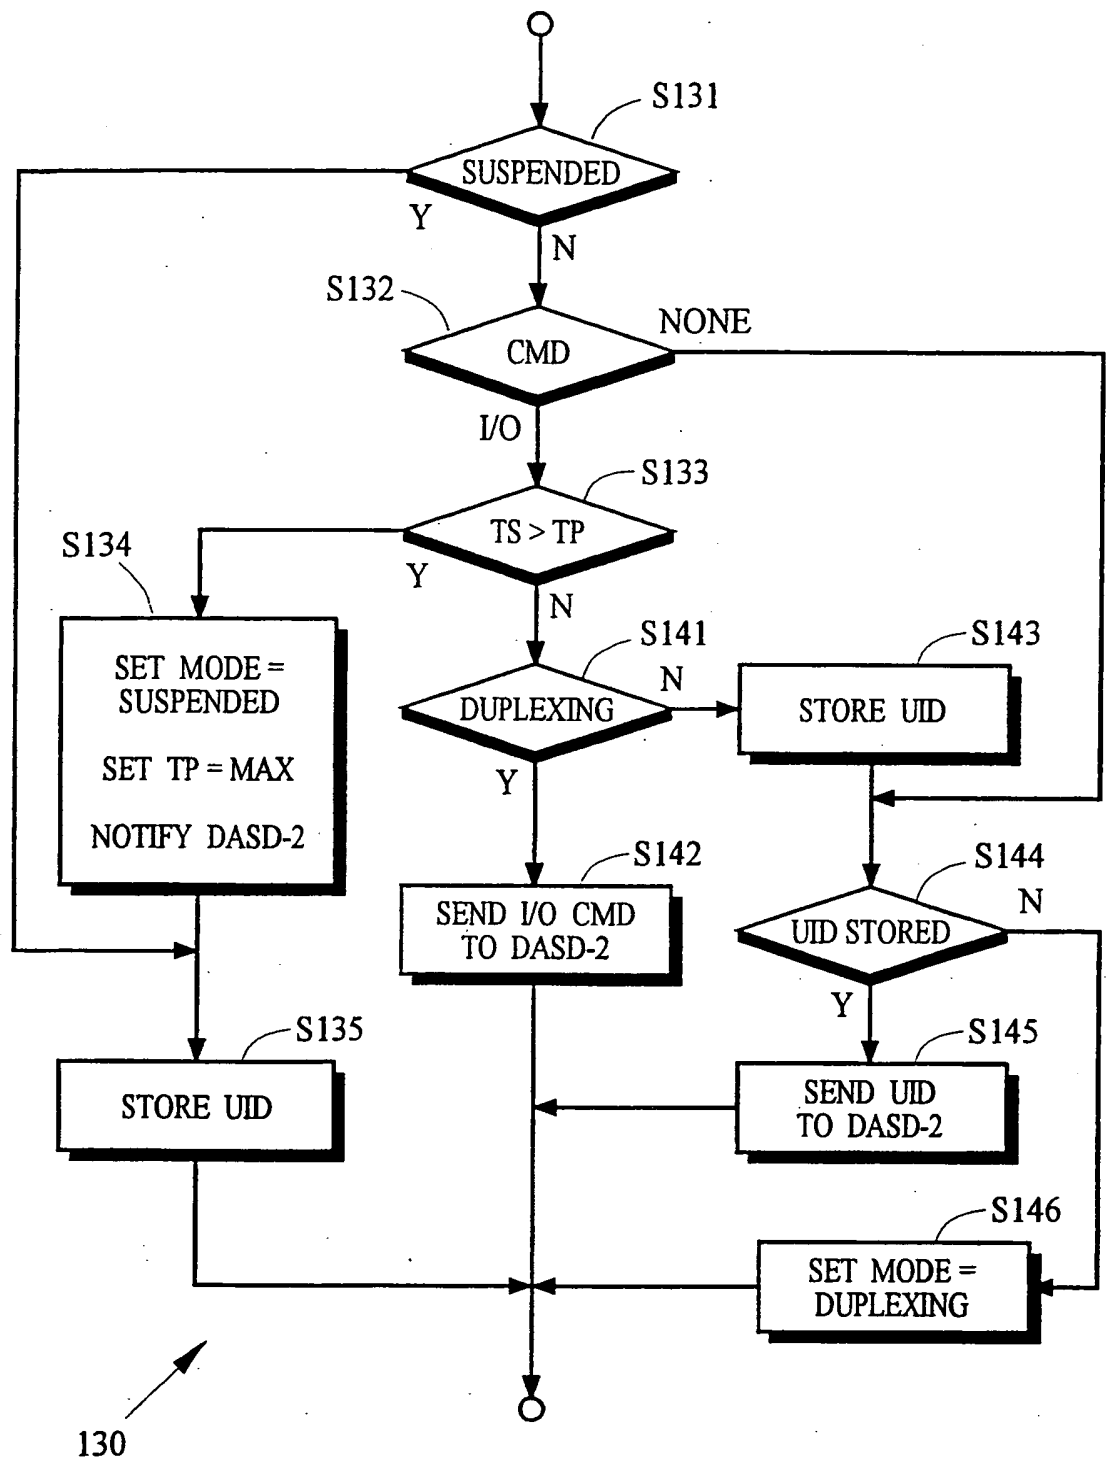 S131
SUSPENDED
Y
N
S132
NONE
CMD
I/O
S133
TS > TP
Y
N
S134
SET MODE =
SUSPENDED
SET TP = MAX
NOTIFY DASD-2
S141
DUPLEXING
N
Y
S143
STORE UID
S142
SEND I/O CMD
TO DASD-2
S144
UID STORED
N
Y
S135
STORE UID
S145
SEND UID
TO DASD-2
S146
SET MODE =
DUPLEXING
130